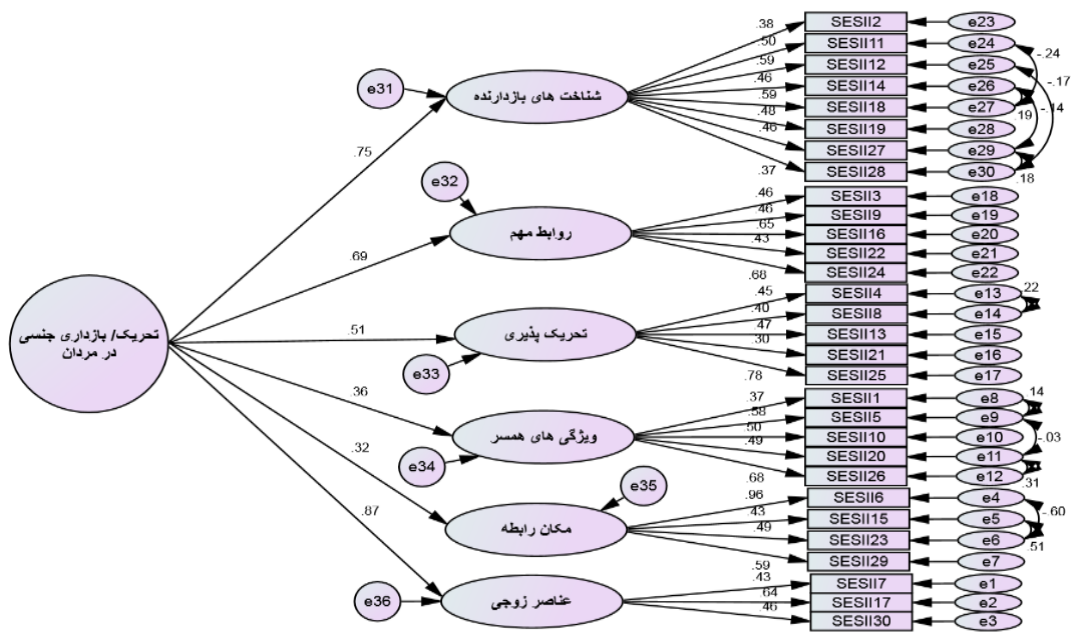 .38
SESII2
e23
.50
SESII11
e24
-.24
.59
SESII12
e25
-.17
.46
SESII14
e26
-.14
.59
SESII18
e27
.19
.48
SESII19
e28
.46
SESII27
e29
.37
SESII28
e30
.18
شناخت های بازدارنده
e31
.75
.46
SESII3
e18
.46
SESII9
e19
.65
SESII16
e20
.43
SESII22
e21
.68
SESII24
e22
روابط مهم
e32
.69
.45
SESII4
e13
.22
.40
SESII8
e14
.47
SESII13
e15
.30
SESII21
e16
.78
SESII25
e17
تحریک پذیری
e33
.51
تحریک/ بازداری جنسی
در مردان
.37
SESII1
e8
.14
.58
SESII5
e9
.50
SESII10
e10
-.03
.49
SESII20
e11
.68
SESII26
e12
.31
ویژگی های همسر
e34
.36
.96
SESII6
e4
-.60
.43
SESII15
e5
.49
SESII23
e6
.51
.59
SESII29
e7
مکان رابطه
e35
.32
.43
SESII7
e1
.64
SESII17
e2
.46
SESII30
e3
عناصر زوجی
e36
.87